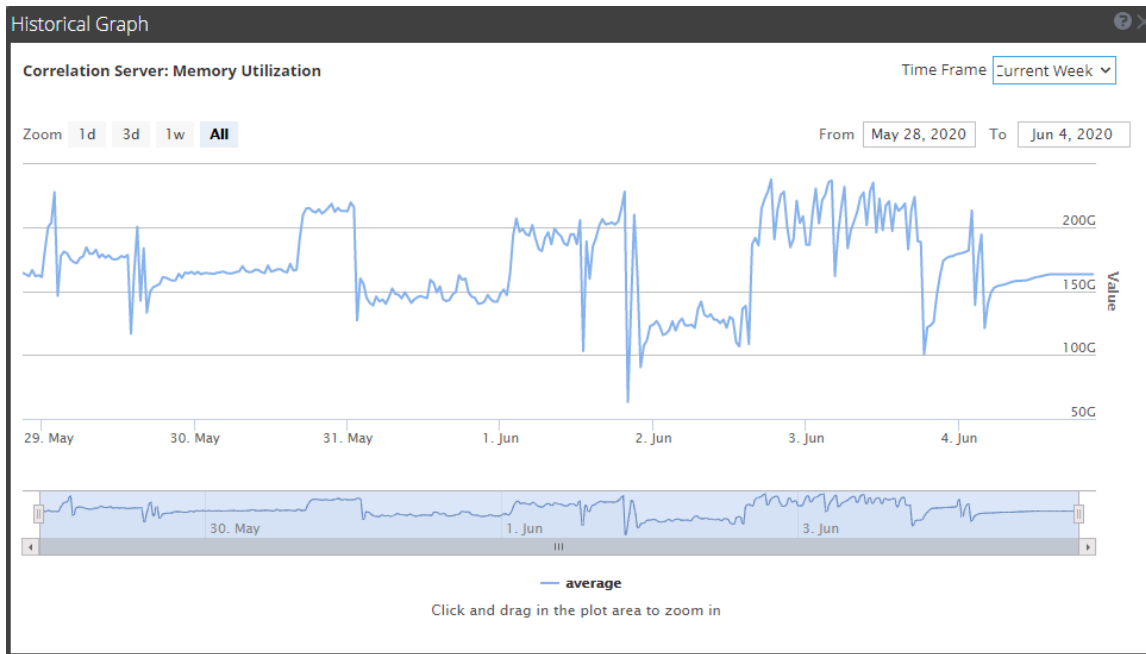 Historical Graph
Correlation Server: Memory Utilization
Time Frame Current Week
Zoom 1d 3d 1w All
From May 28, 2020 To Jun 4, 2020
200G
150G
100G
50G
Value
29. May 30. May 31. May 1. Jun 2. Jun 3. Jun 4. Jun
30. May 1. Jun 3. Jun
average
Click and drag in the plot area to zoom in